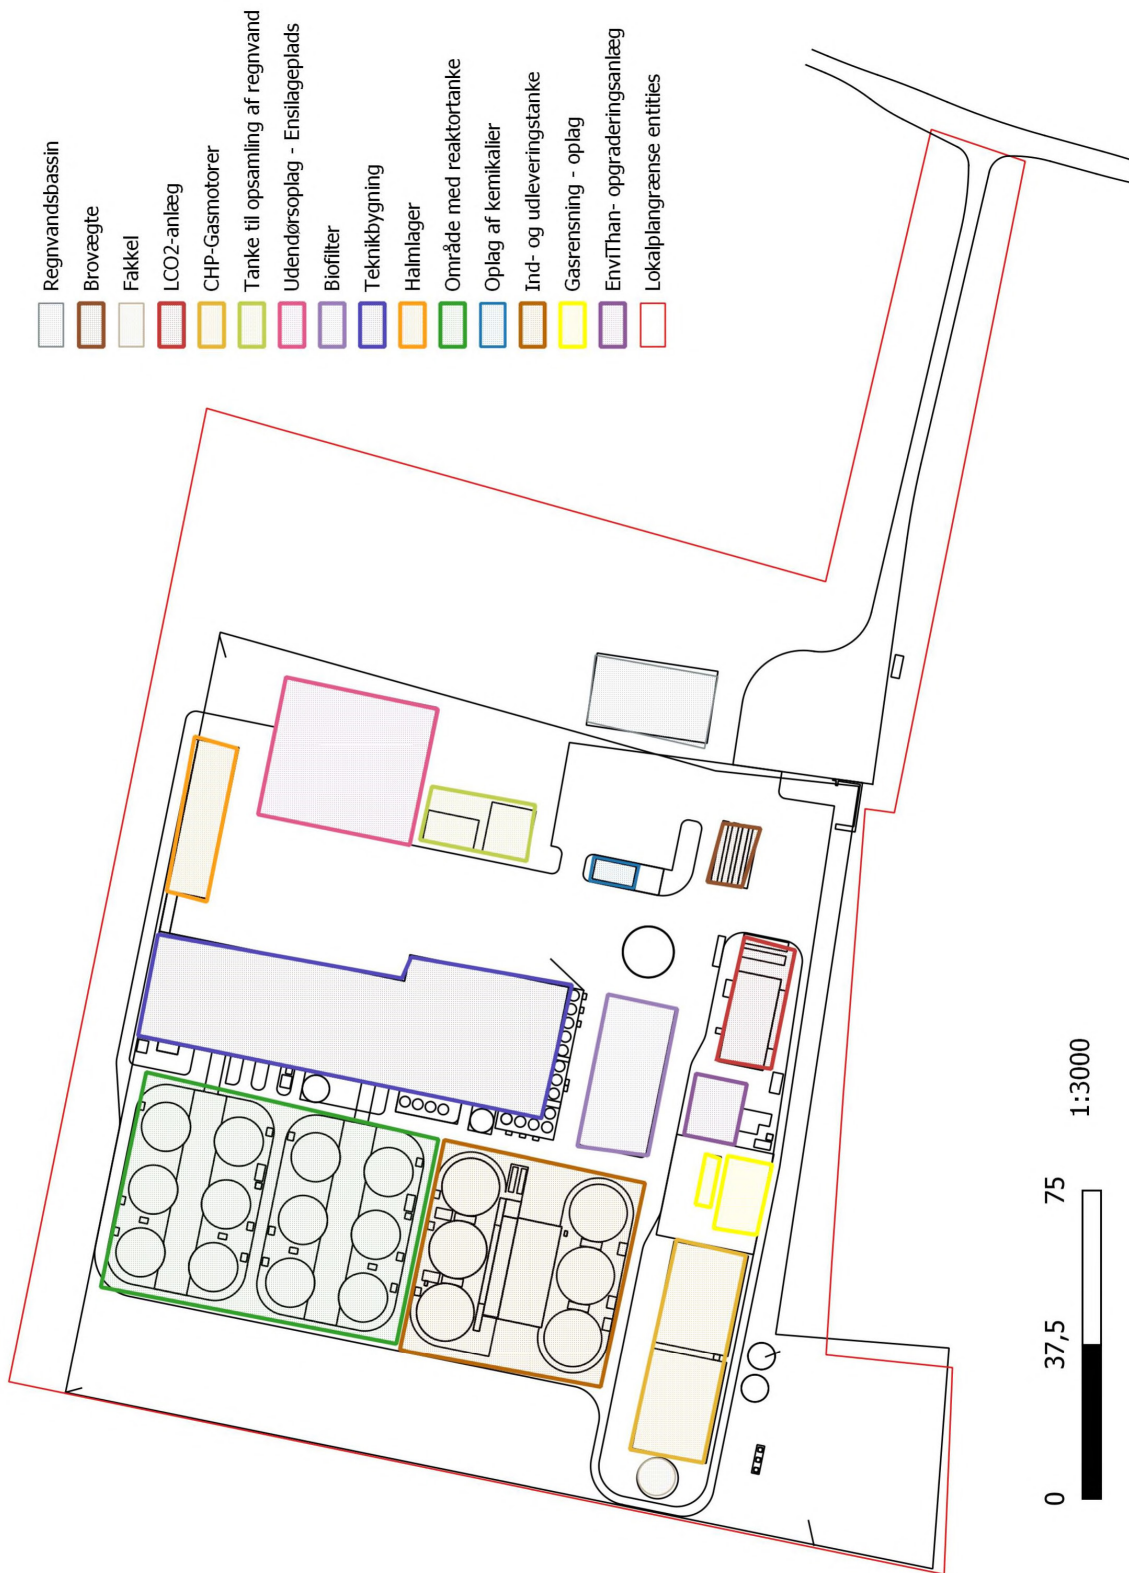 Regnvandsbassin
Brovægte
Fakkel
LCO2-anlæg
CHP-Gasmotorer
Tanke til opsamling af regnvand
Udendørsoplag - Ensilageplads
Biofilter
Teknikbygning
Halmlager
Område med reaktortanke
Oplag af kemikalier
Ind- og udleveringstanke
Gasrensning - oplag
EnviThan- opgraderingsanlæg
Lokalplangrænse entities
0 37,5 75
1:3000